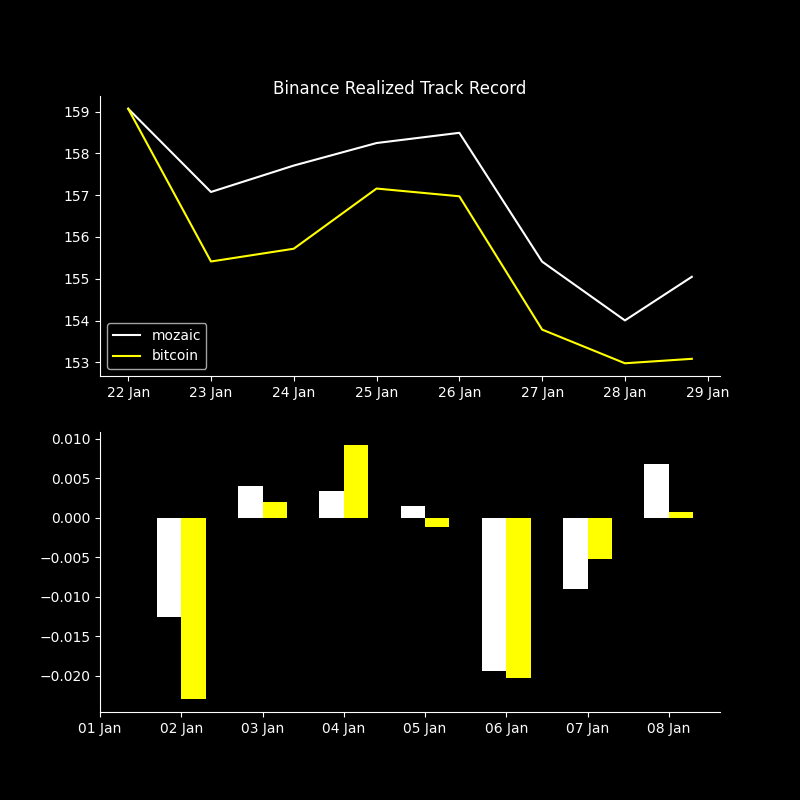 Binance Realized Track Record
159
158
157
156
155
154
153
mozaic
bitcoin
22 Jan 23 Jan 24 Jan 25 Jan 26 Jan 27 Jan 28 Jan 29 Jan
0.010
0.005
0.000
−0.005
−0.010
−0.015
−0.020
01 Jan 02 Jan 03 Jan 04 Jan 05 Jan 06 Jan 07 Jan 08 Jan